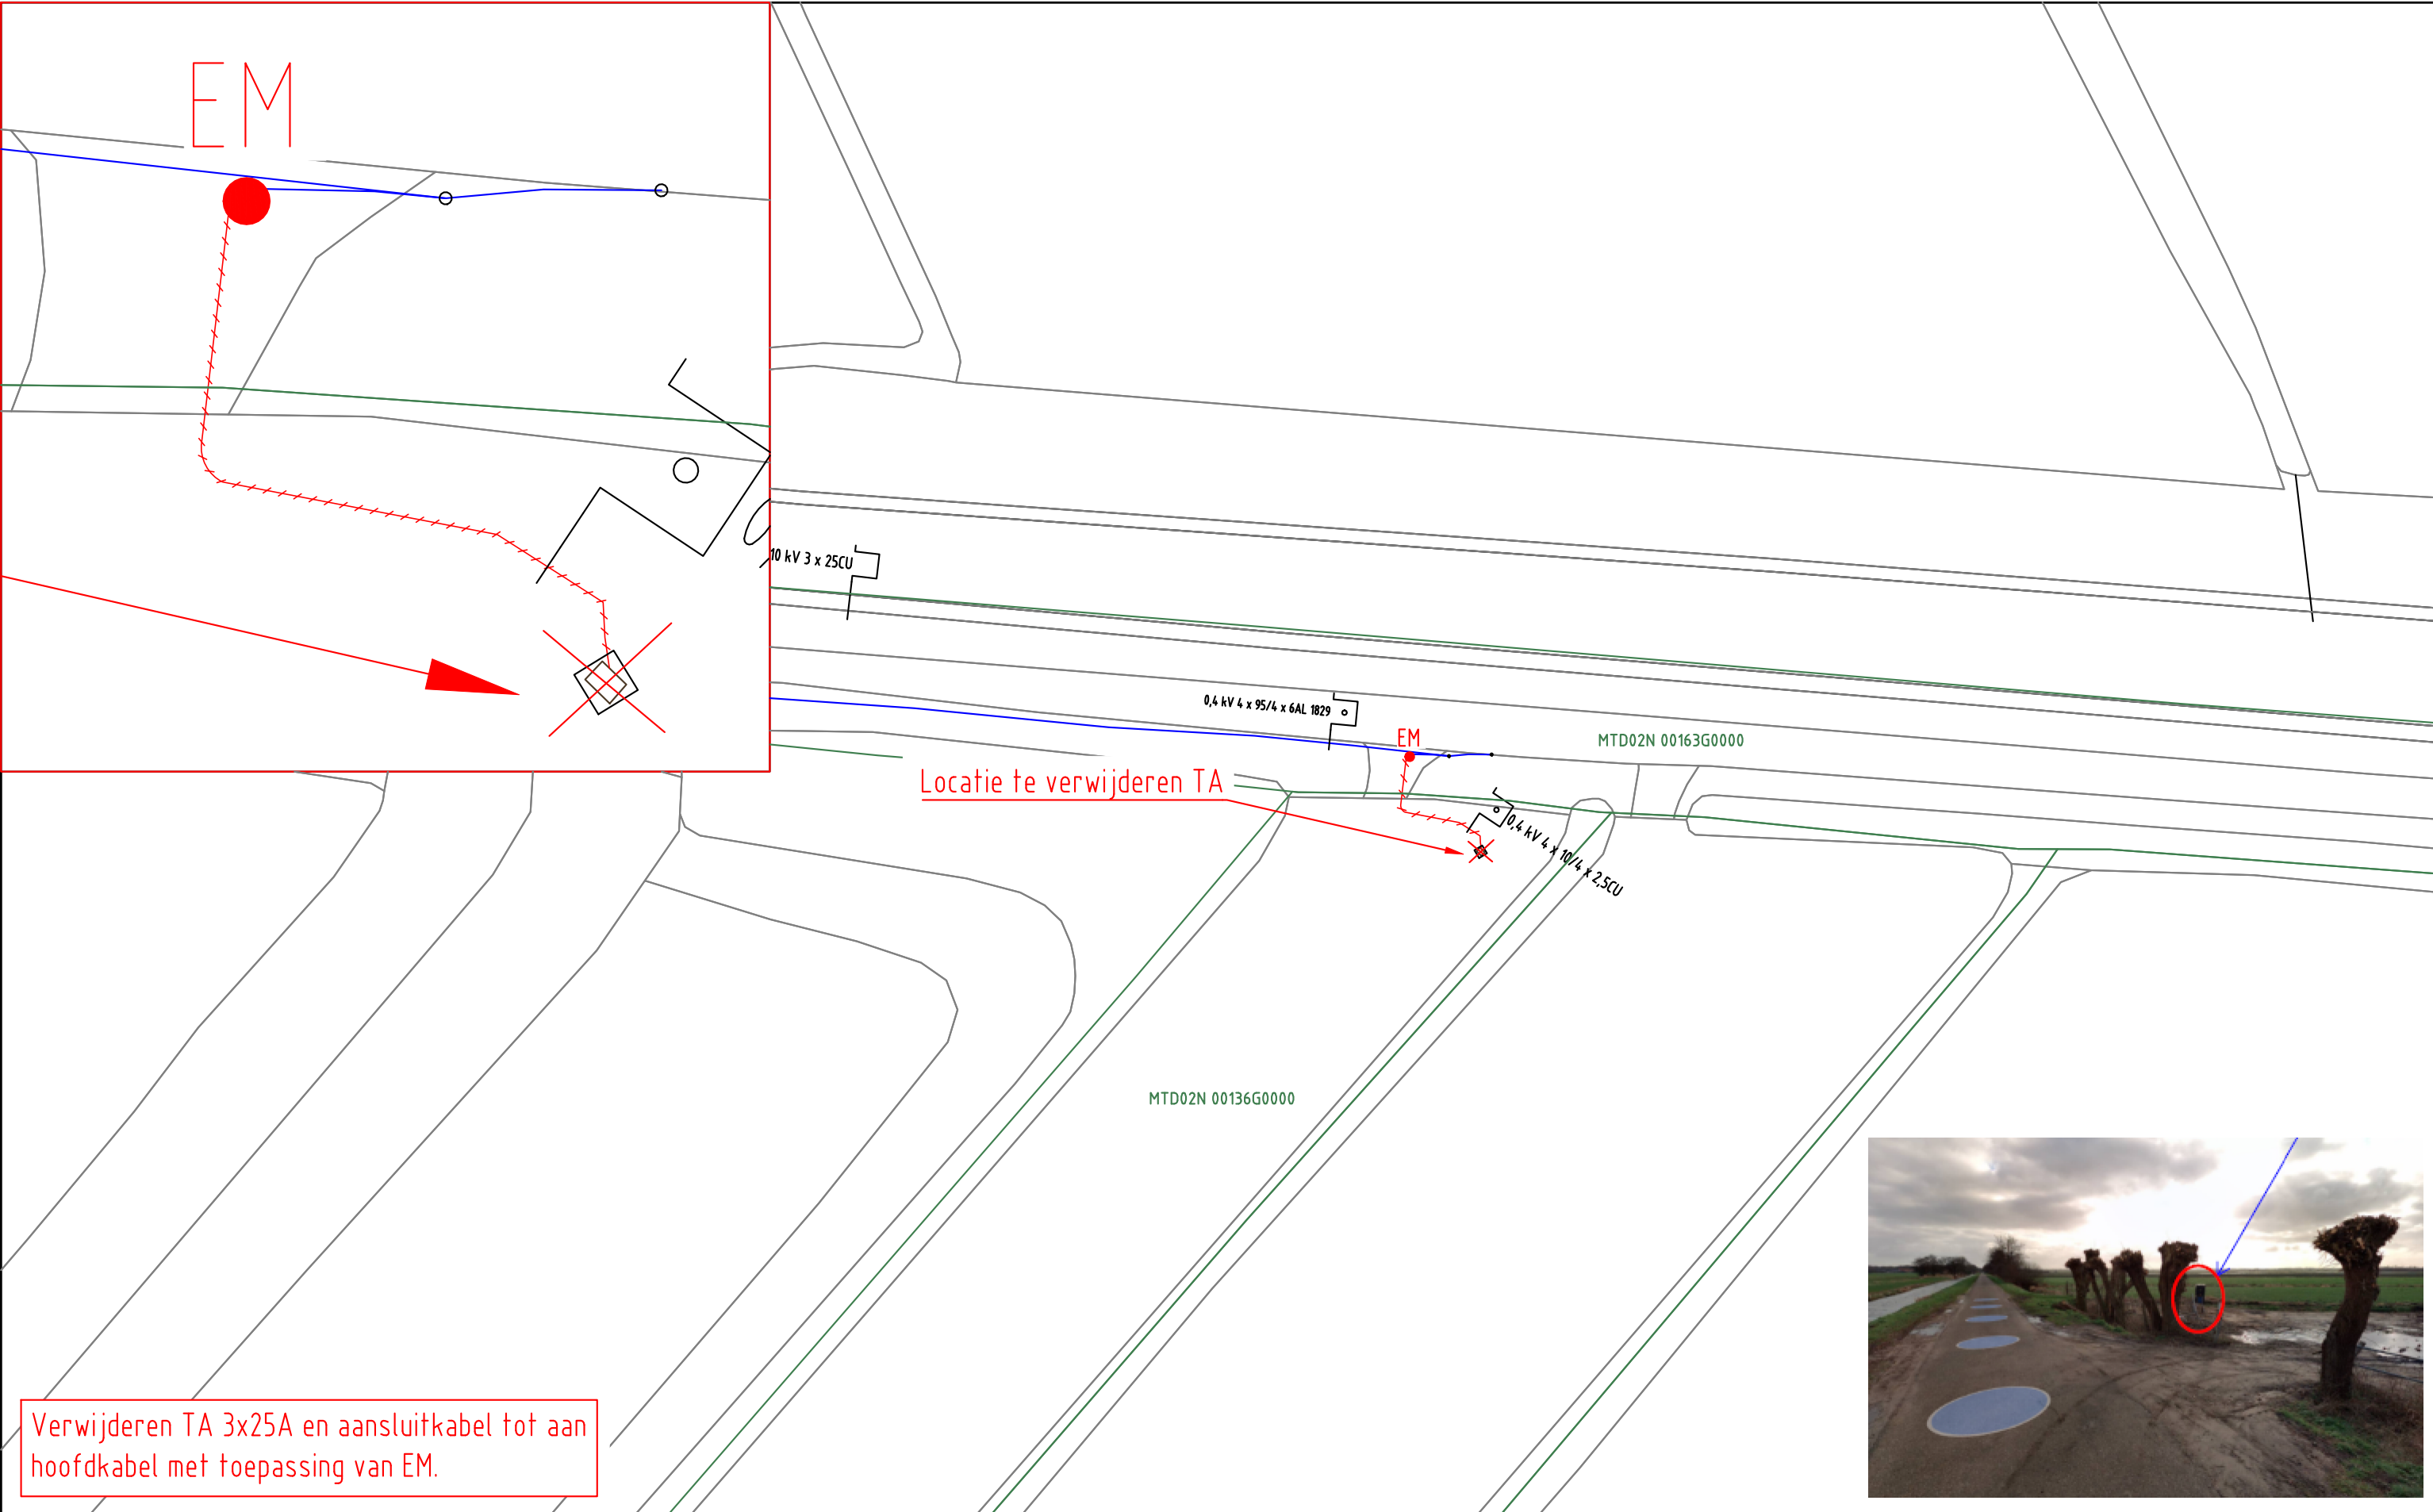 EM
10 kV 3 x 25CU
0,4 kV 4 x 95/4 x 6AL 1829
EM
MTD02N 00163G0000
Locatie te verwijderen TA
0,4 kV 4 x 10/4 x 2,5CU
MTD02N 00136G0000
Verwijderen TA 3x25A en aansluitkabel tot aan
hoofdkabel met toepassing van EM.